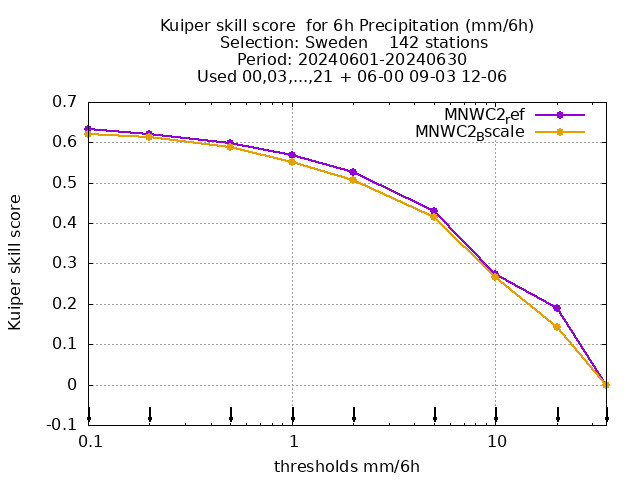 Kuiper skill score  for 6h Precipitation (mm/6h)
Selection: Sweden    142 stations
Period: 20240601-20240630
Used 00,03,...,21 + 06-00 09-03 12-06
MNWC2ref
MNWC2Bscale
0.7
0.6
0.5
0.4
0.3
0.2
0.1
0
-0.1
Kuiper skill score
0.1 1 10
thresholds mm/6h